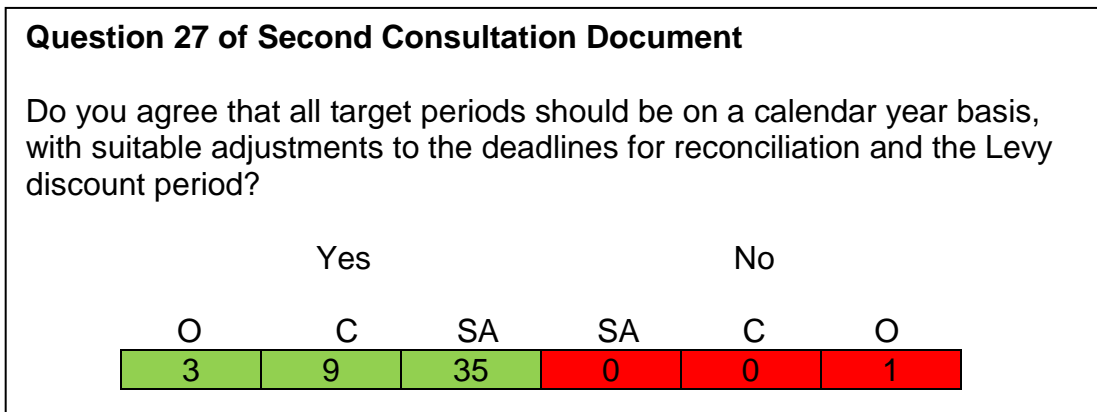 Question 27 of Second Consultation Document
Do you agree that all target periods should be on a calendar year basis,
with suitable adjustments to the deadlines for reconciliation and the Levy
discount period?
Yes No
O C SA SA C O
3 9 35 0 0 1